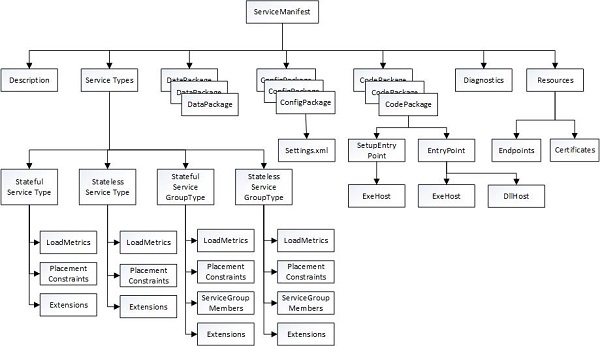 ServiceManifest
Description
Service Types
DataPackage
DataPackage
DataPackage
ConfigPackage
ConfigPackage
ConfigPackage
CodePackage
CodePackage
CodePackage
Diagnostics
Resources
Settings.xml
SetupEntry
Point
EntryPoint
Endpoints
Certificates
Stateful
Service Type
Stateless
Service Type
Stateful
Service
GroupType
Stateless Service
GroupType
ExeHost
ExeHost
DllHost
LoadMetrics
LoadMetrics
LoadMetrics
LoadMetrics
Placement
Constraints
Placement
Constraints
Placement
Constraints
Placement
Constraints
Extensions
Extensions
ServiceGroup
Members
ServiceGroup
Members
Extensions
Extensions